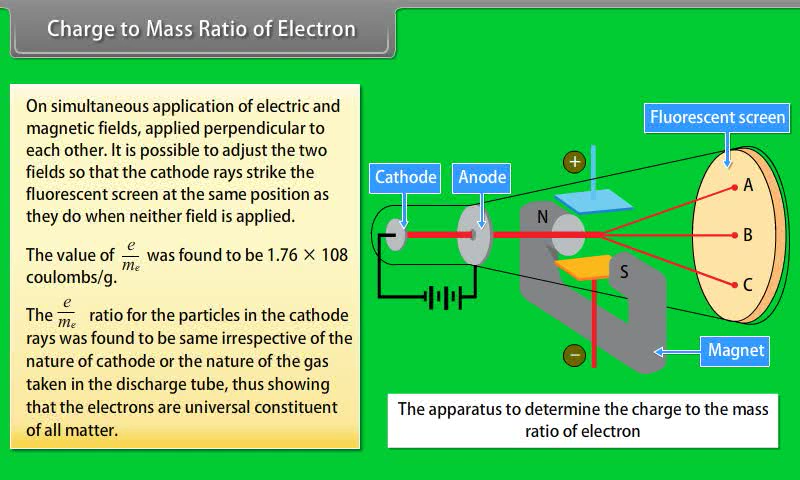 Charge to Mass Ratio of Electron
On simultaneous application of electric and
magnetic fields, applied perpendicular to
each other. It is possible to adjust the two
fields so that the cathode rays strike the
fluorescent screen at the same position as
they do when neither field is applied.
The value of e/mₑ was found to be 1.76 × 108
coulombs/g.
The e/mₑ ratio for the particles in the cathode
rays was found to be same irrespective of the
nature of cathode or the nature of the gas
taken in the discharge tube, thus showing
that the electrons are universal constituent
of all matter.
Fluorescent screen
Cathode
Anode
+
N
S
A
B
C
−
Magnet
The apparatus to determine the charge to the mass
ratio of electron